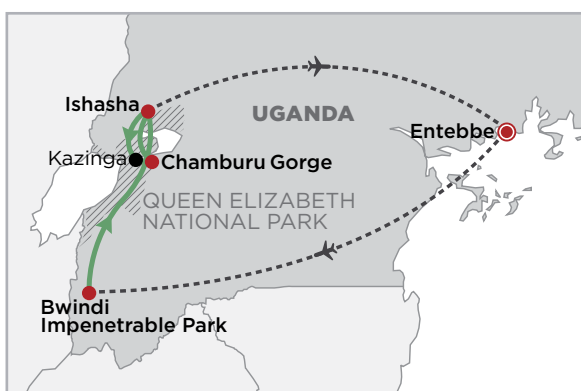 Ishasha
UGANDA
Entebbe
Kazinga
Chamburu Gorge
QUEEN ELIZABETH
NATIONAL PARK
Bwindi
Impenetrable Park